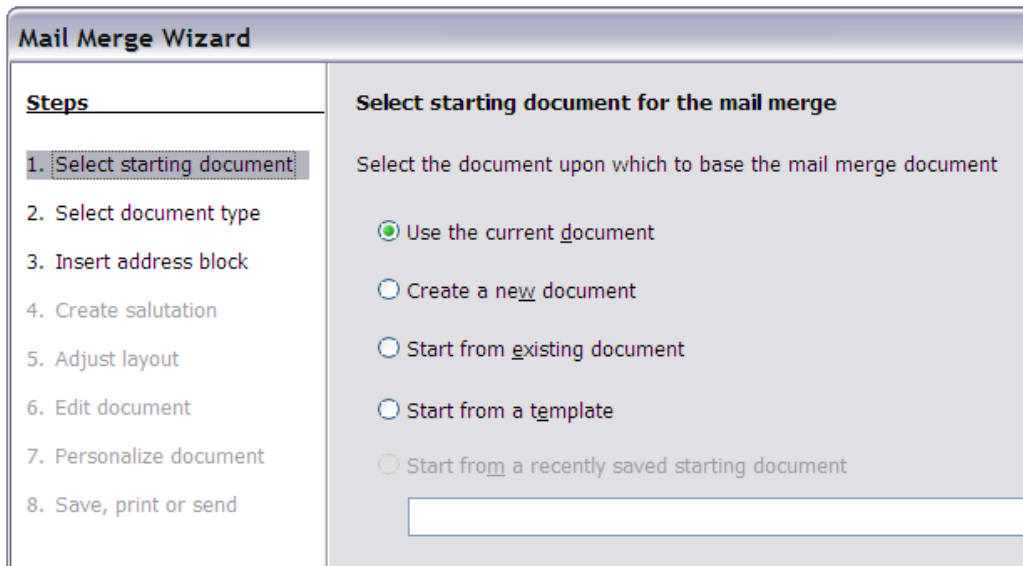 Mail Merge Wizard
Steps
1. Select starting document
2. Select document type
3. Insert address block
4. Create salutation
5. Adjust layout
6. Edit document
7. Personalize document
8. Save, print or send
Select starting document for the mail merge
Select the document upon which to base the mail merge document
Use the current document
Create a new document
Start from existing document
Start from a template
Start from a recently saved starting document